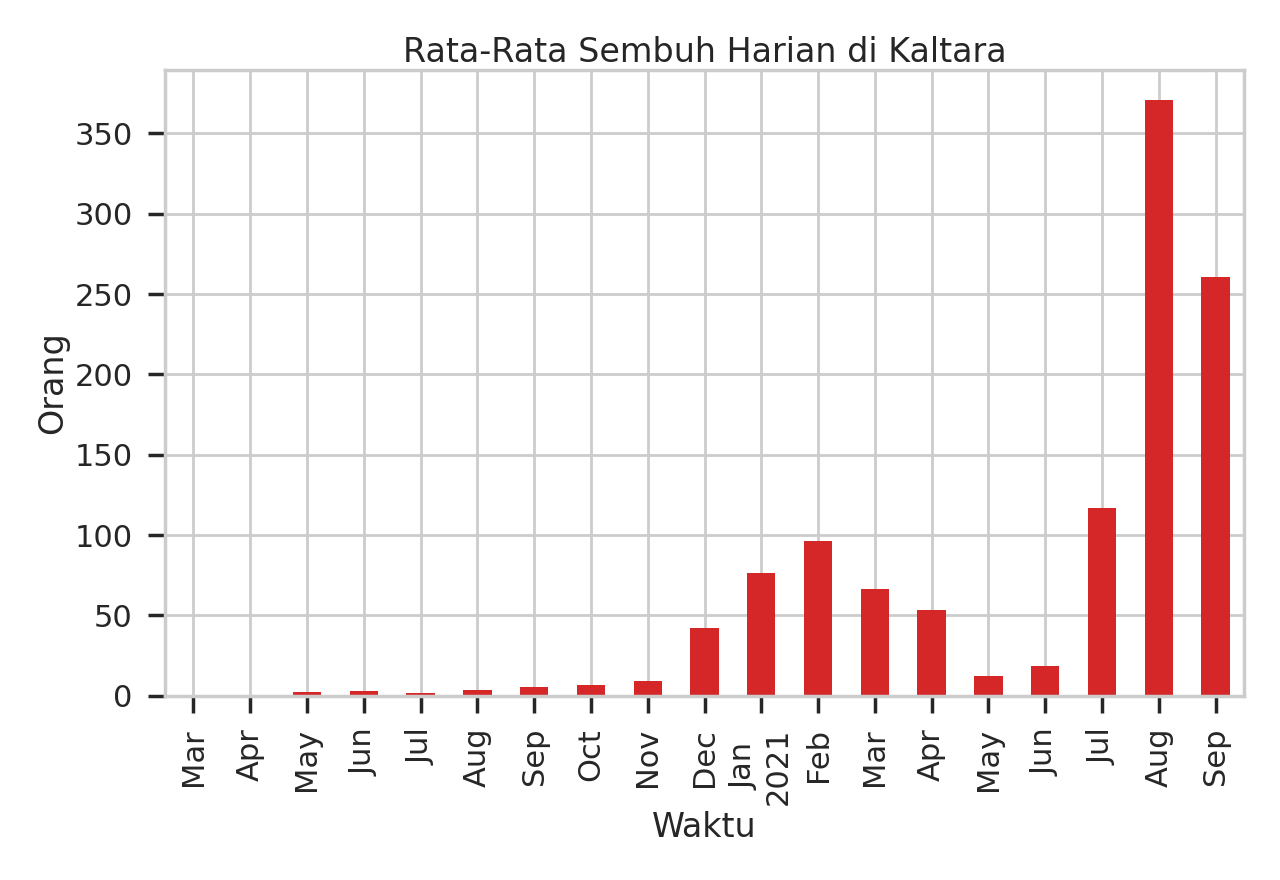 Rata-Rata Sembuh Harian di Kaltara
350
300
250
200
150
100
50
0
Orang
Mar
Apr
May
Jun
Jul
Aug
Sep
Oct
Nov
Dec
Jan
2021
Feb
Mar
Apr
May
Jun
Jul
Aug
Sep
Waktu